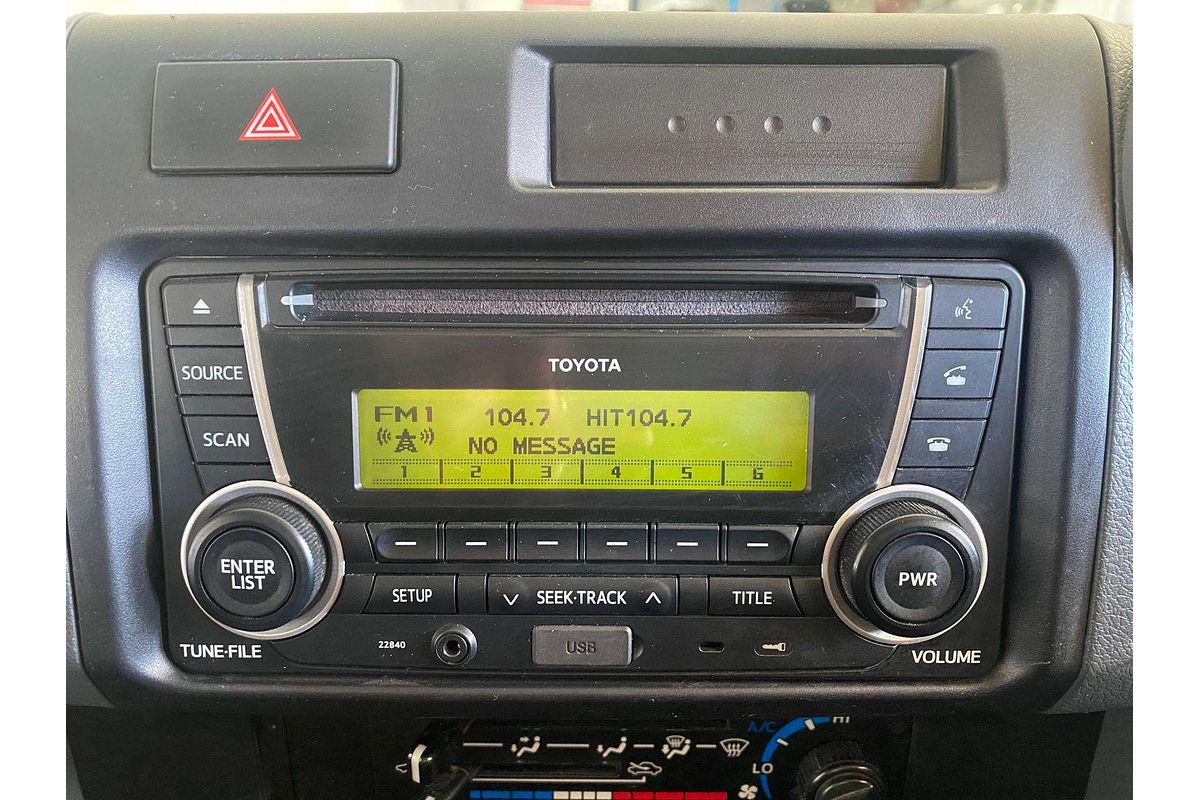 TOYOTA
SOURCE
SCAN
FM1 104.7 HIT104.7
NO MESSAGE
1 2 3 4 5 6
ENTER
LIST
PWR
SETUP
SEEK·TRACK
TITLE
TUNE·FILE
22840
USB
VOLUME
A/C
HI
LO